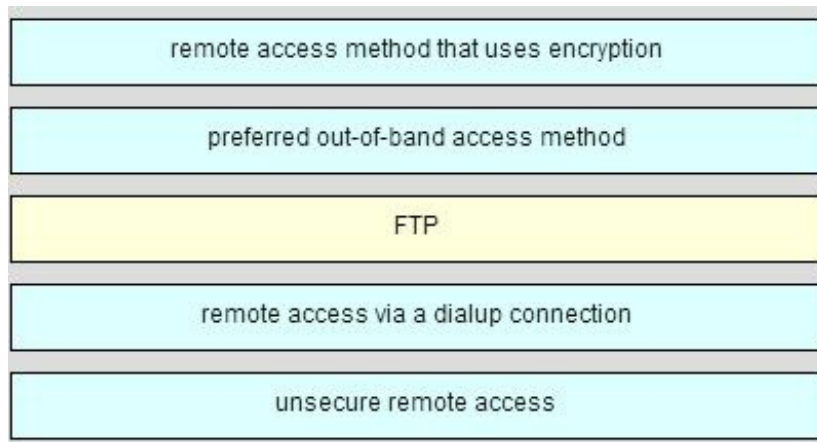 remote access method that uses encryption
preferred out-of-band access method
FTP
remote access via a dialup connection
unsecure remote access